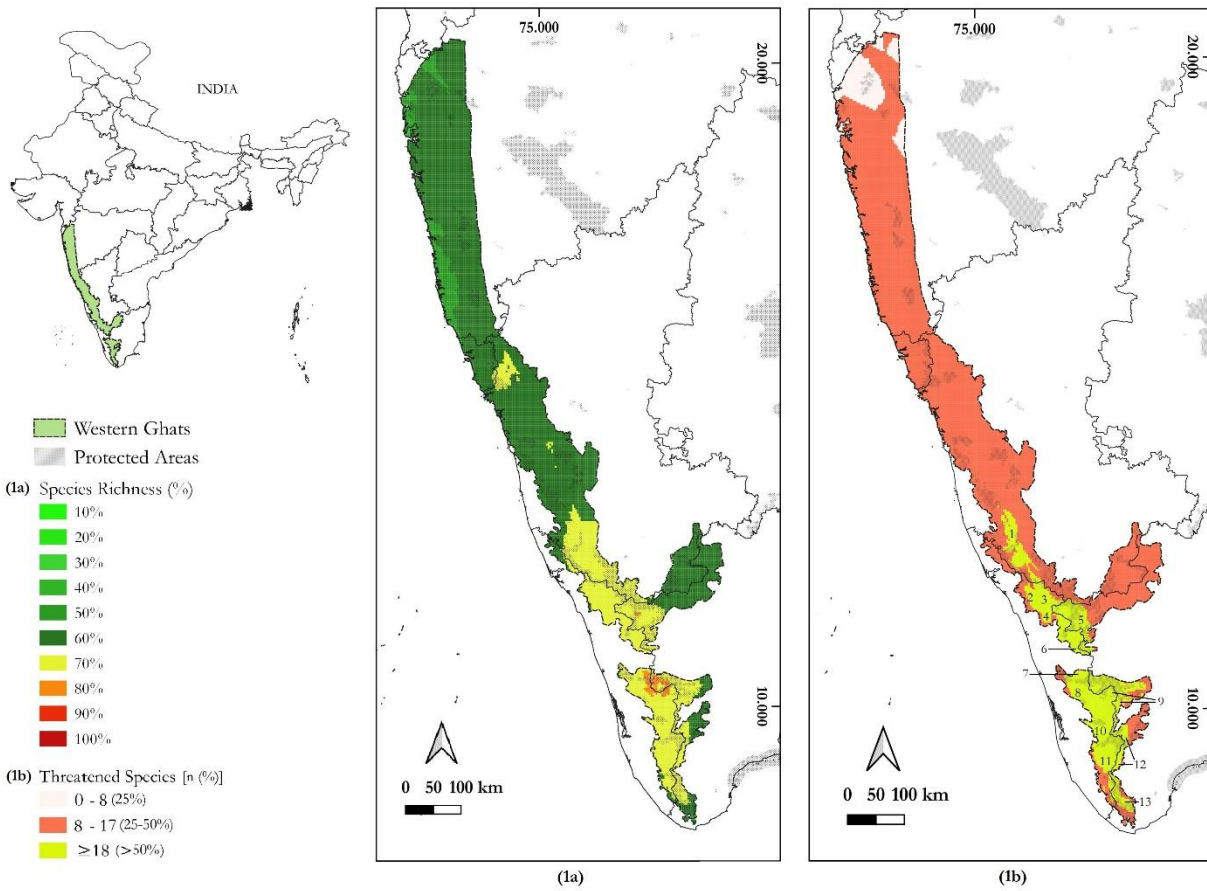 INDIA
Western Ghats
Protected Areas
(1a) Species Richness (%)
10%
20%
30%
40%
50%
60%
70%
80%
90%
100%
(1b) Threatened Species [n (%)]
0 - 8 (25%)
8 - 17 (25-50%)
≥18 (>50%)
75.000
20.000
10.000
0 50 100 km
(1a)
75.000
20.000
1
2
3
4
5
6
7
8
9
10.000
10
11
12
13
0 50 100 km
(1b)